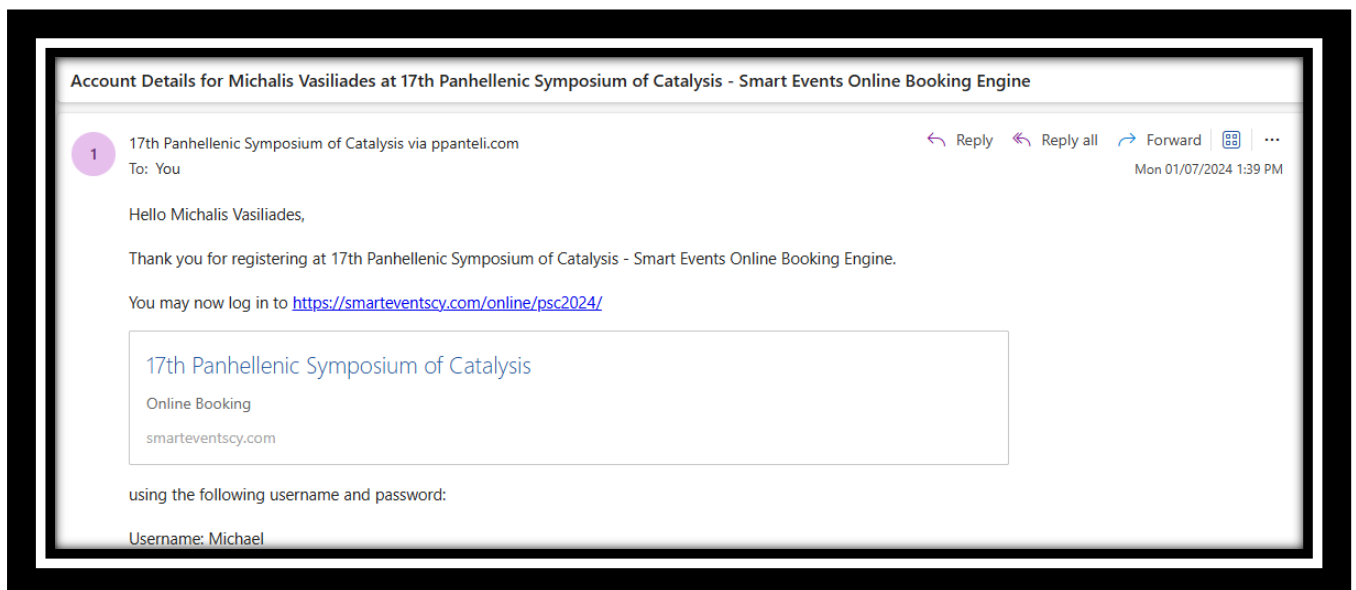 Account Details for Michalis Vasiliades at 17th Panhellenic Symposium of Catalysis - Smart Events Online Booking Engine
1
17th Panhellenic Symposium of Catalysis via ppanteli.com
Reply
Reply all
Forward
To: You
Mon 01/07/2024 1:39 PM
Hello Michalis Vasiliades,
Thank you for registering at 17th Panhellenic Symposium of Catalysis - Smart Events Online Booking Engine.
You may now log in to https://smarteventscy.com/online/psc2024/
17th Panhellenic Symposium of Catalysis
Online Booking
smarteventscy.com
using the following username and password:
Username: Michael